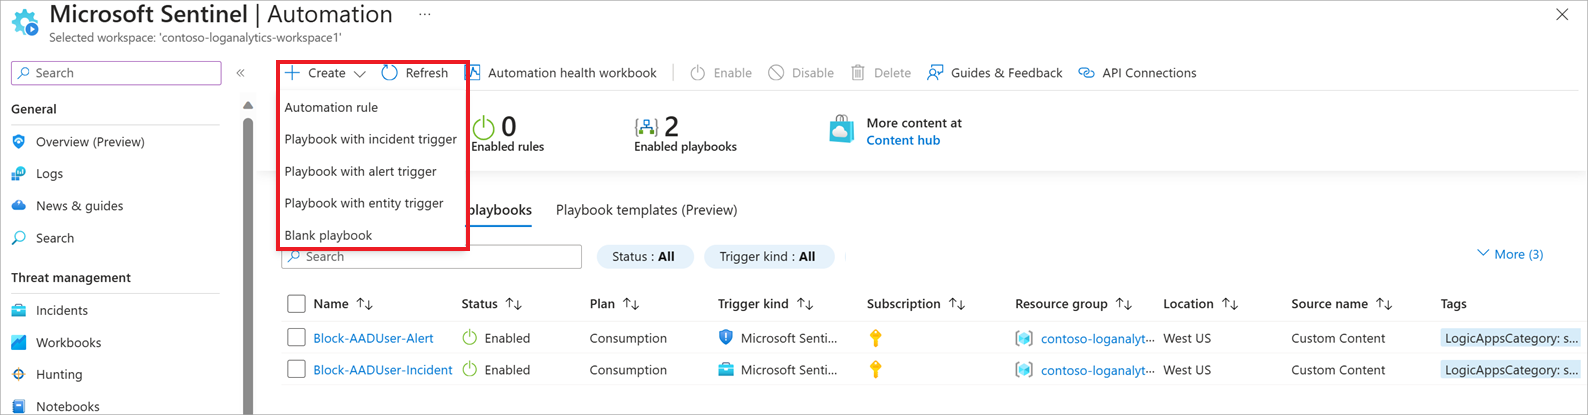 Microsoft Sentinel | Automation ...
Selected workspace: 'contoso-loganalytics-workspace1'
Search
General
Overview (Preview)
Logs
News & guides
Search
Threat management
Incidents
Workbooks
Hunting
Notebooks
Create Refresh Automation health workbook Enable Disable Delete Guides & Feedback API Connections
Automation rule
Playbook with incident trigger
Playbook with alert trigger
Playbook with entity trigger
Blank playbook
0
Enabled rules
2
Enabled playbooks
More content at
Content hub
playbooks Playbook templates (Preview)
Search Status : All Trigger kind : All More (3)
Name Status Plan Trigger kind Subscription Resource group Location Source name Tags
Block-AADUser-Alert Enabled Consumption Microsoft Senti... contoso-loganalyt... West US Custom Content LogicAppsCategory: s...
Block-AADUser-Incident Enabled Consumption Microsoft Senti... contoso-loganalyt... West US Custom Content LogicAppsCategory: s...